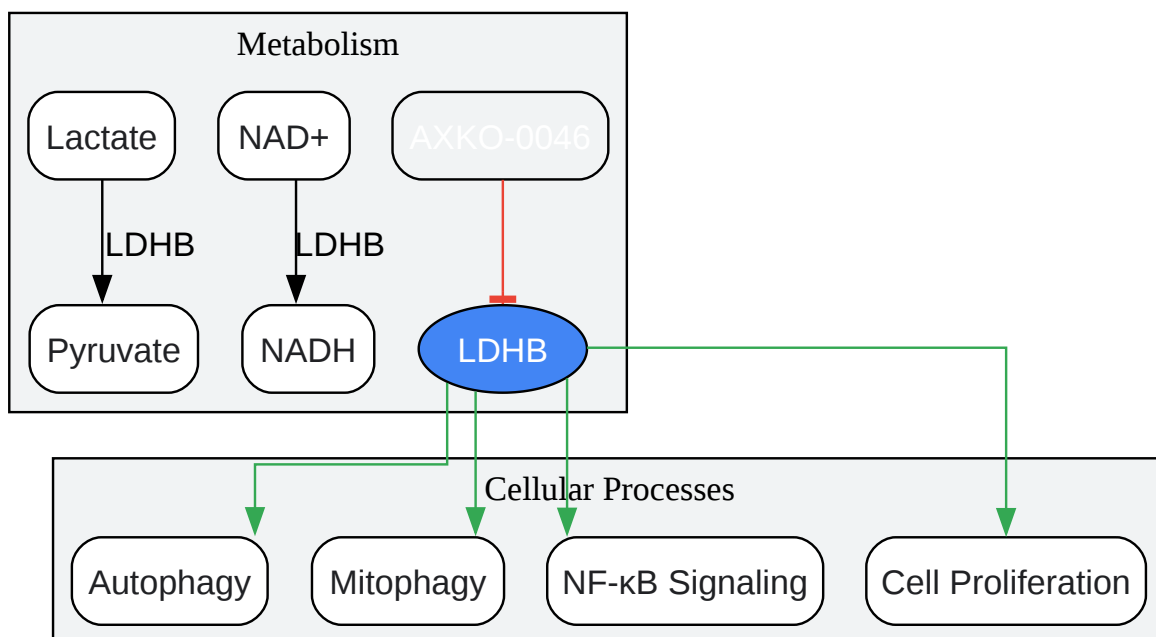 Metabolism
Lactate
NAD+
AXKO-0046
LDHB
LDHB
Pyruvate
NADH
LDHB
Cellular Processes
Autophagy
Mitophagy
NF-κB Signaling
Cell Proliferation